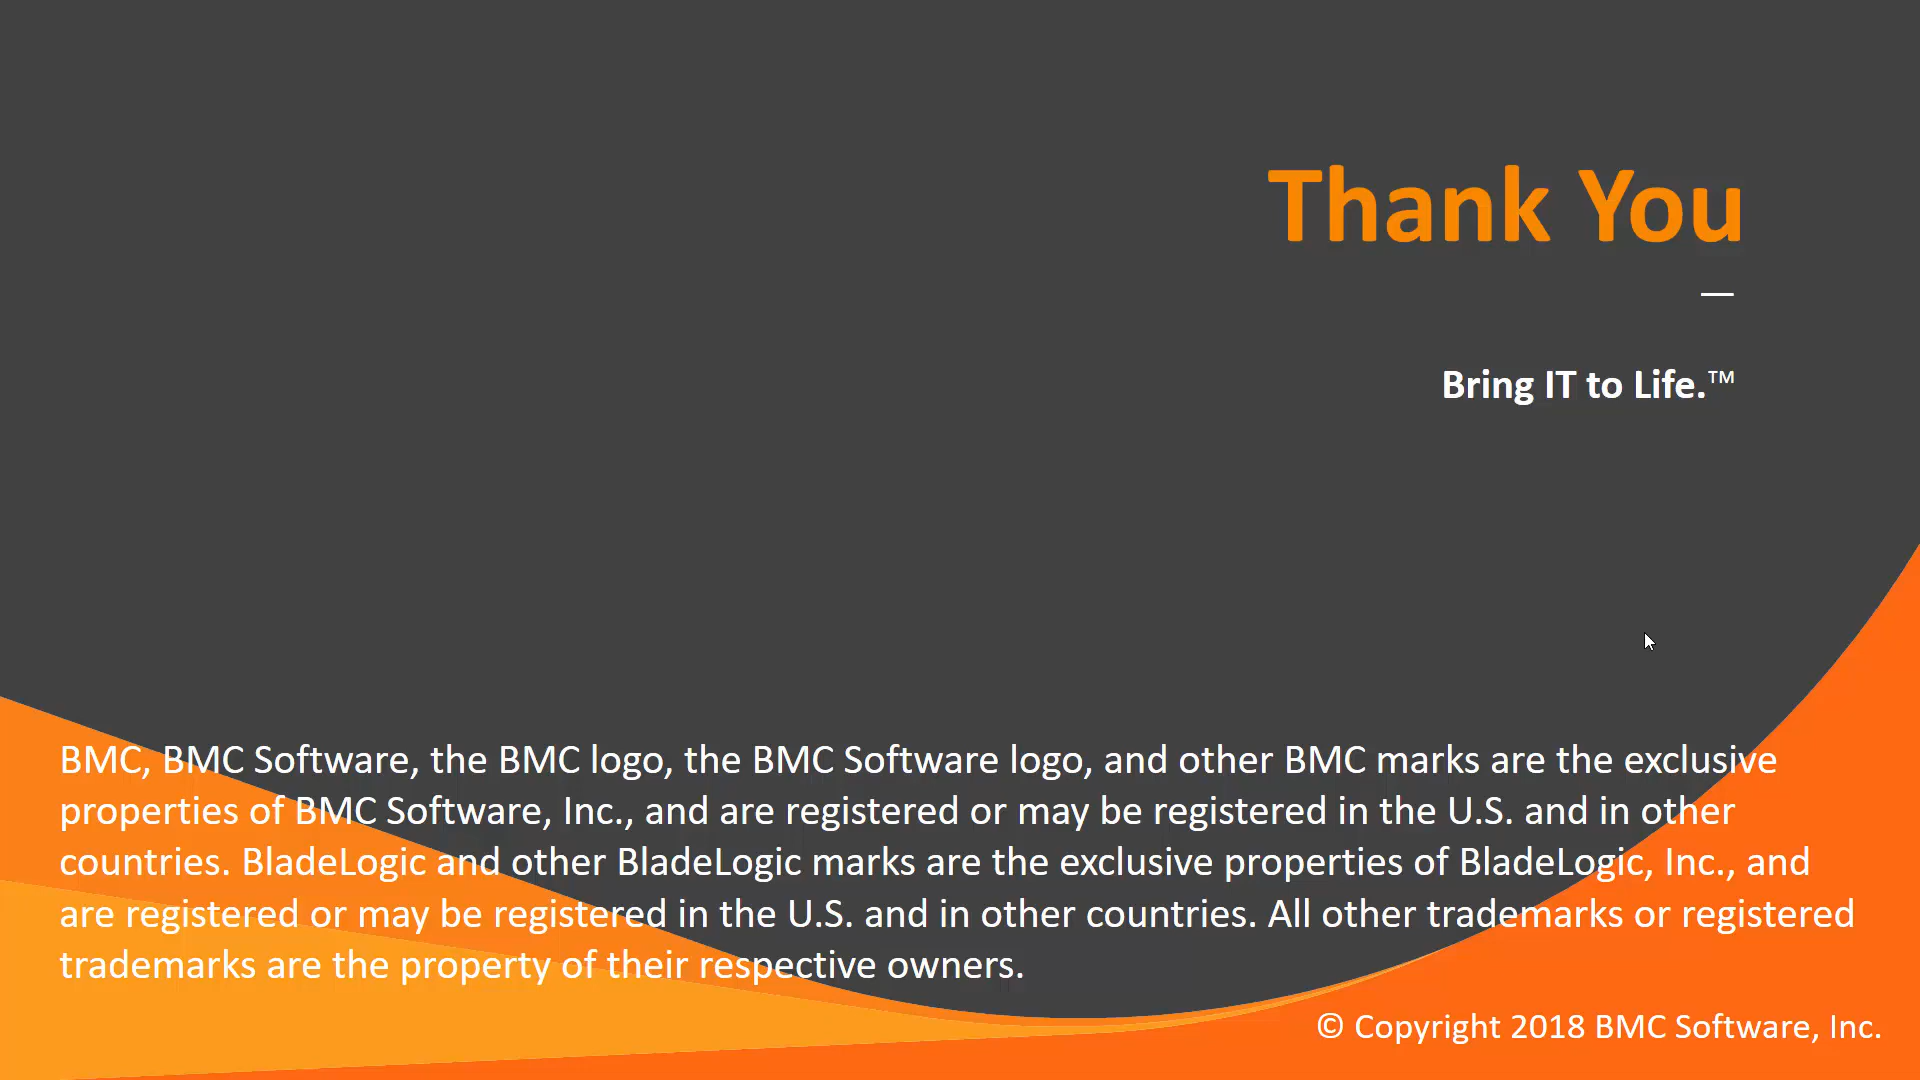 Thank You
Bring IT to Life.™
BMC, BMC Software, the BMC logo, the BMC Software logo, and other BMC marks are the exclusive
properties of BMC Software, Inc., and are registered or may be registered in the U.S. and in other
countries. BladeLogic and other BladeLogic marks are the exclusive properties of BladeLogic, Inc., and
are registered or may be registered in the U.S. and in other countries. All other trademarks or registered
trademarks are the property of their respective owners.
© Copyright 2018 BMC Software, Inc.